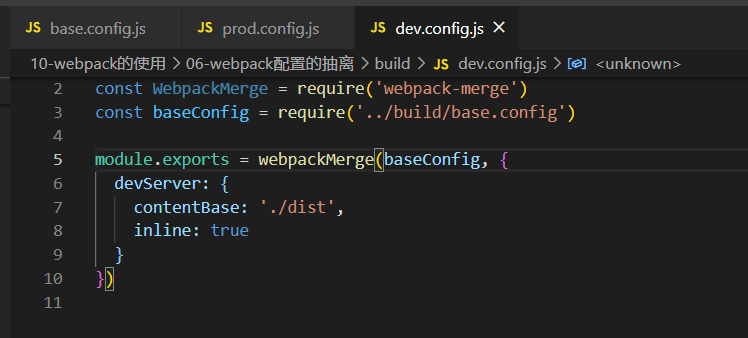 JS base.config.js JS prod.config.js JS dev.config.js ×
10-webpack的使用 > 06-webpack配置的抽离 > build > JS dev.config.js > <unknown>
2 const WebpackMerge = require('webpack-merge')
3 const baseConfig = require('../build/base.config')
4
5 module.exports = webpackMerge(baseConfig, {
6 devServer: {
7 contentBase: './dist',
8 inline: true
9 }
10 })
11